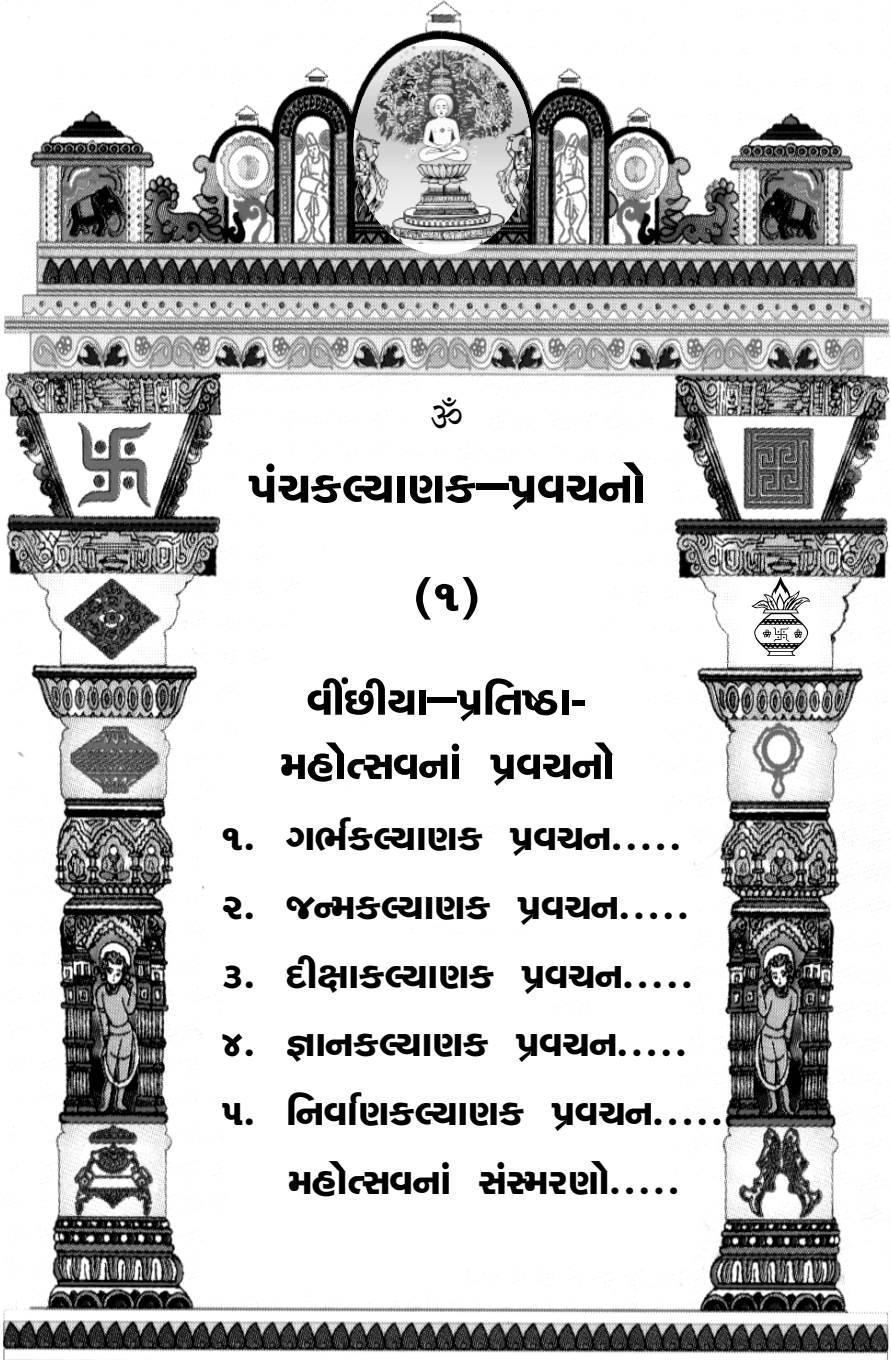 ૐ
પંચકલ્યાણક—પ્રવચનો
(૧)
વીંછીયા—પ્રતિષ્ઠા-
મહોત્સવનાં પ્રવચનો
૧. ગર્ભકલ્યાણક પ્રવચન.....
૨. જન્મકલ્યાણક પ્રવચન.....
૩. દીક્ષાકલ્યાણક પ્રવચન.....
૪. જ્ઞાનકલ્યાણક પ્રવચન.....
૫. નિર્વાણકલ્યાણક પ્રવચન.....
મહોત્સવનાં સંસ્મરણો.....